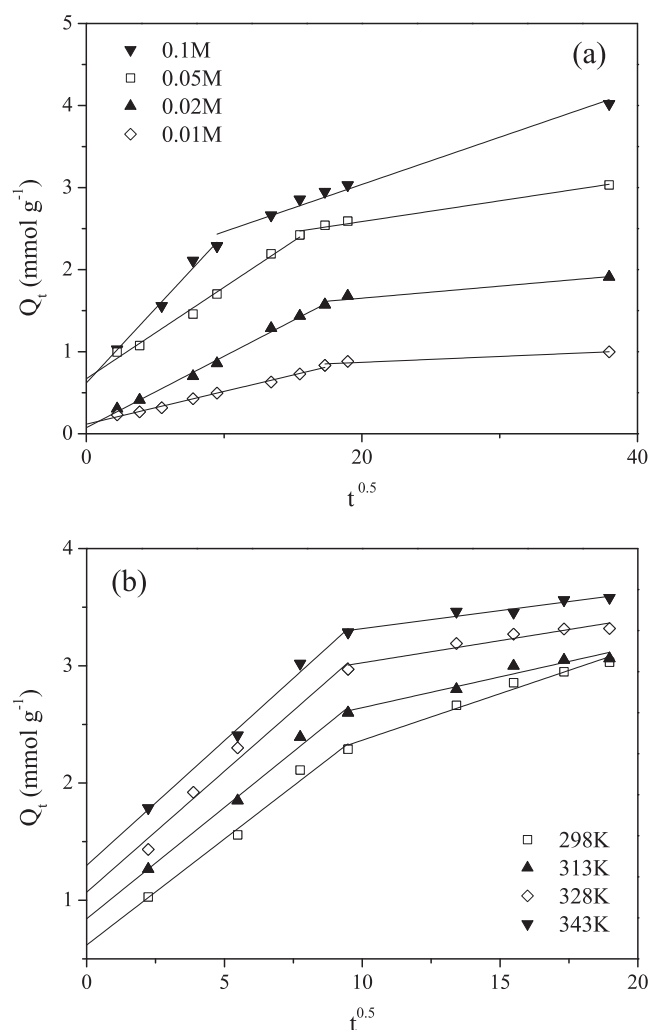 5
(a)
0.1M
0.05M
0.02M
0.01M
4
3
2
1
0
Q_t (mmol g^-1)
0 20 40
t^0.5
4
(b)
3
2
1
Q_t (mmol g^-1)
298K
313K
328K
343K
0 5 10 15 20
t^0.5